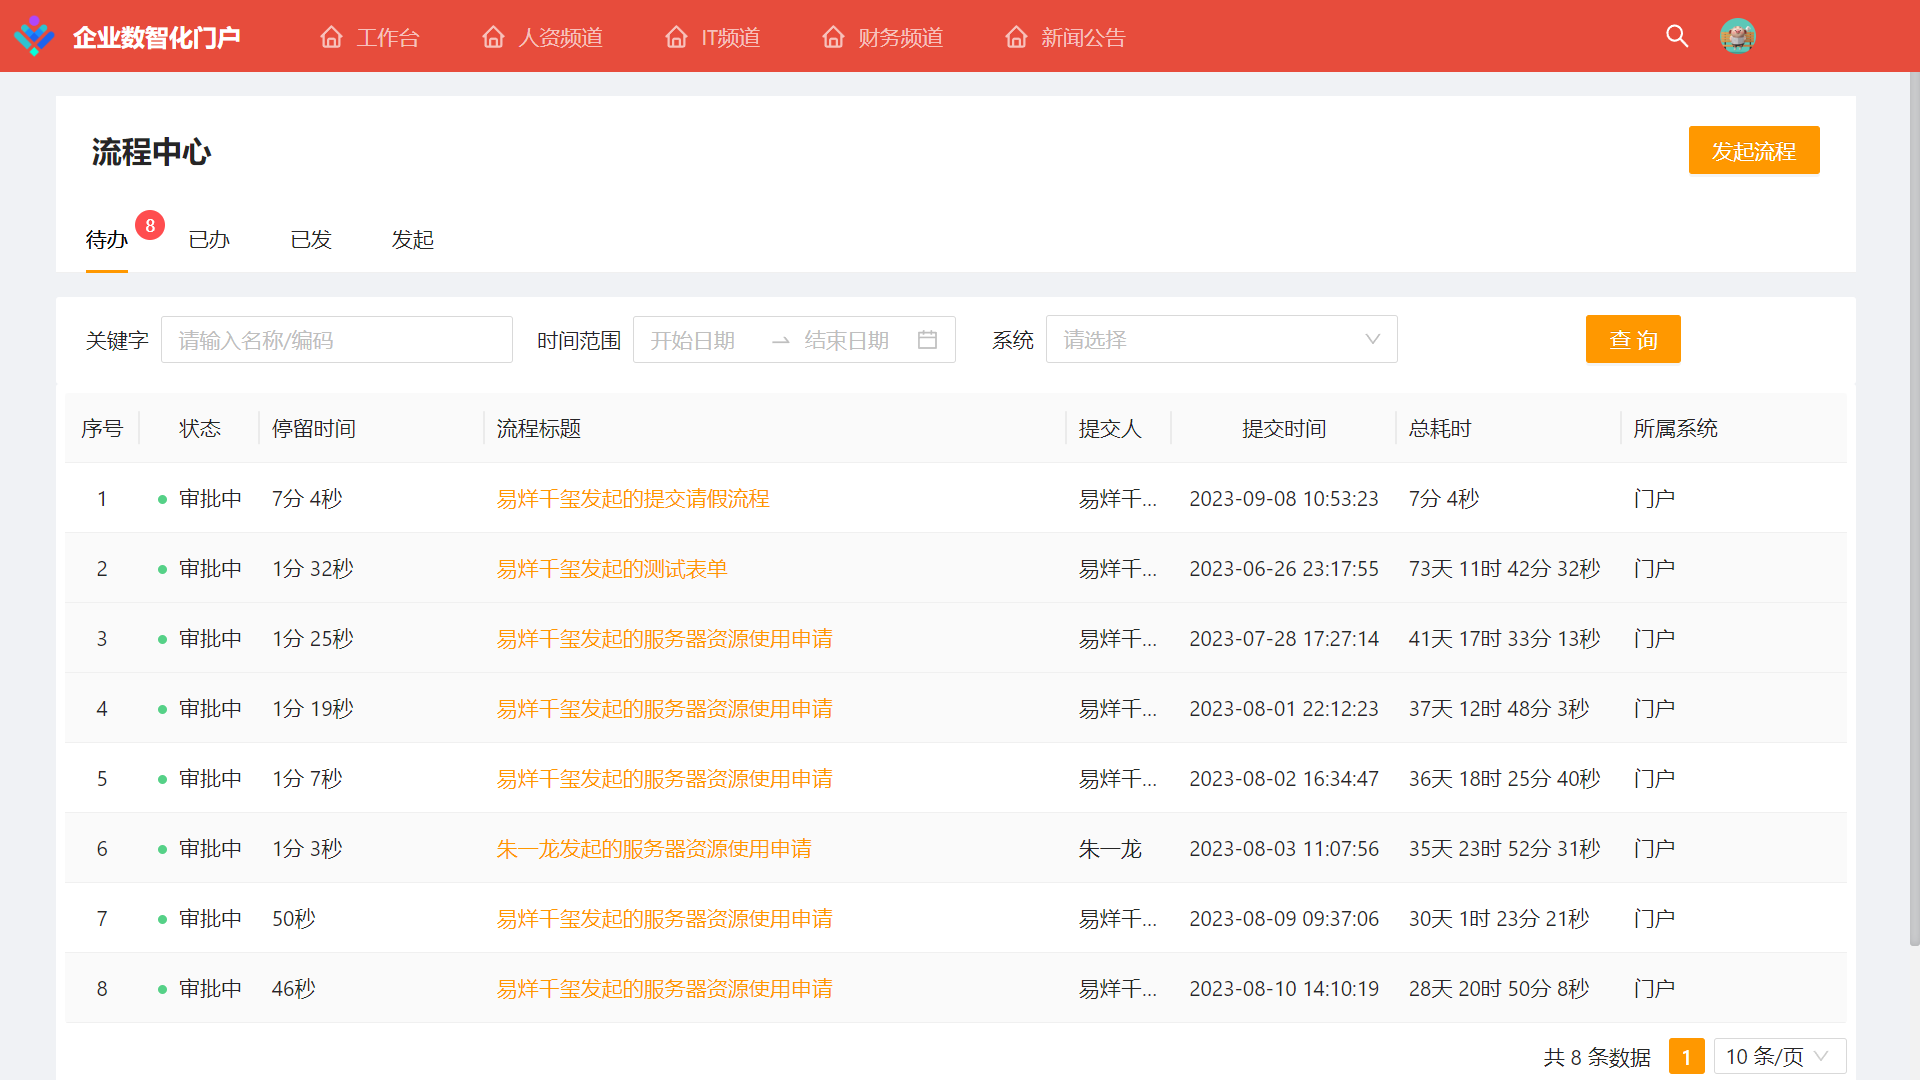 企业数智化门户 工作台 人资频道 IT频道 财务频道 新闻公告
流程中心 发起流程
待办 8 已办 已发 发起
关键字 请输入名称/编码 时间范围 开始日期 结束日期 系统 请选择 查 询
序号 状态 停留时间 流程标题 提交人 提交时间 总耗时 所属系统
1 审批中 7分 4秒 易烊千玺发起的提交请假流程 易烊千... 2023-09-08 10:53:23 7分 4秒 门户
2 审批中 1分 32秒 易烊千玺发起的测试表单 易烊千... 2023-06-26 23:17:55 73天 11时 42分 32秒 门户
3 审批中 1分 25秒 易烊千玺发起的服务器资源使用申请 易烊千... 2023-07-28 17:27:14 41天 17时 33分 13秒 门户
4 审批中 1分 19秒 易烊千玺发起的服务器资源使用申请 易烊千... 2023-08-01 22:12:23 37天 12时 48分 3秒 门户
5 审批中 1分 7秒 易烊千玺发起的服务器资源使用申请 易烊千... 2023-08-02 16:34:47 36天 18时 25分 40秒 门户
6 审批中 1分 3秒 朱一龙发起的服务器资源使用申请 朱一龙 2023-08-03 11:07:56 35天 23时 52分 31秒 门户
7 审批中 50秒 易烊千玺发起的服务器资源使用申请 易烊千... 2023-08-09 09:37:06 30天 1时 23分 21秒 门户
8 审批中 46秒 易烊千玺发起的服务器资源使用申请 易烊千... 2023-08-10 14:10:19 28天 20时 50分 8秒 门户
共 8 条数据 1 10 条/页